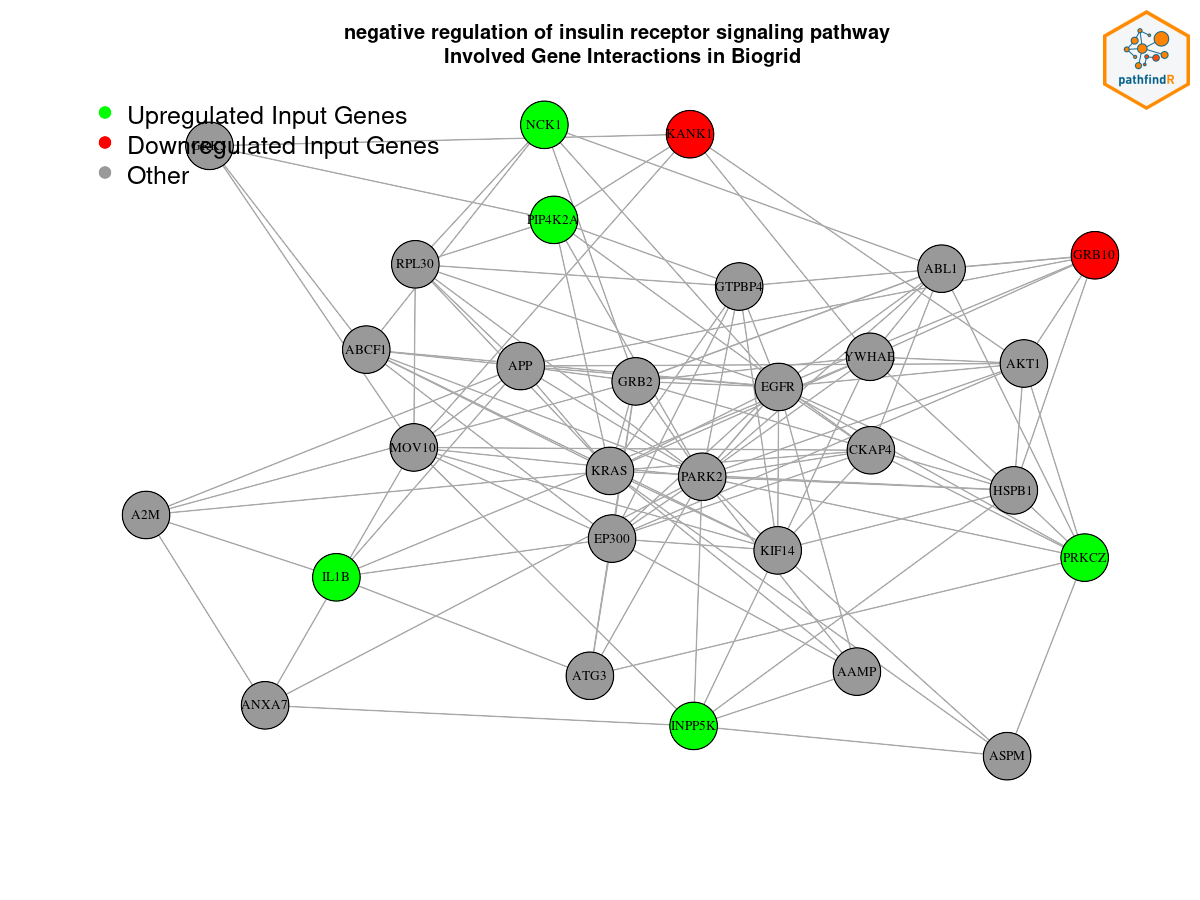 negative regulation of insulin receptor signaling pathway
Involved Gene Interactions in Biogrid
pathfindR
Upregulated Input Genes
Downregulated Input Genes
Other
NCK1
KANK1
PIP4K2A
GRB10
RPL30
ABL1
GTPBP4
ABCF1
APP
GRB2
EGFR
YWHAE
AKT1
MOV10
KRAS
PARK2
CKAP4
HSPB1
A2M
EP300
KIF14
IL1B
PRKCZ
ATG3
AAMP
ANXA7
INPP5K
ASPM